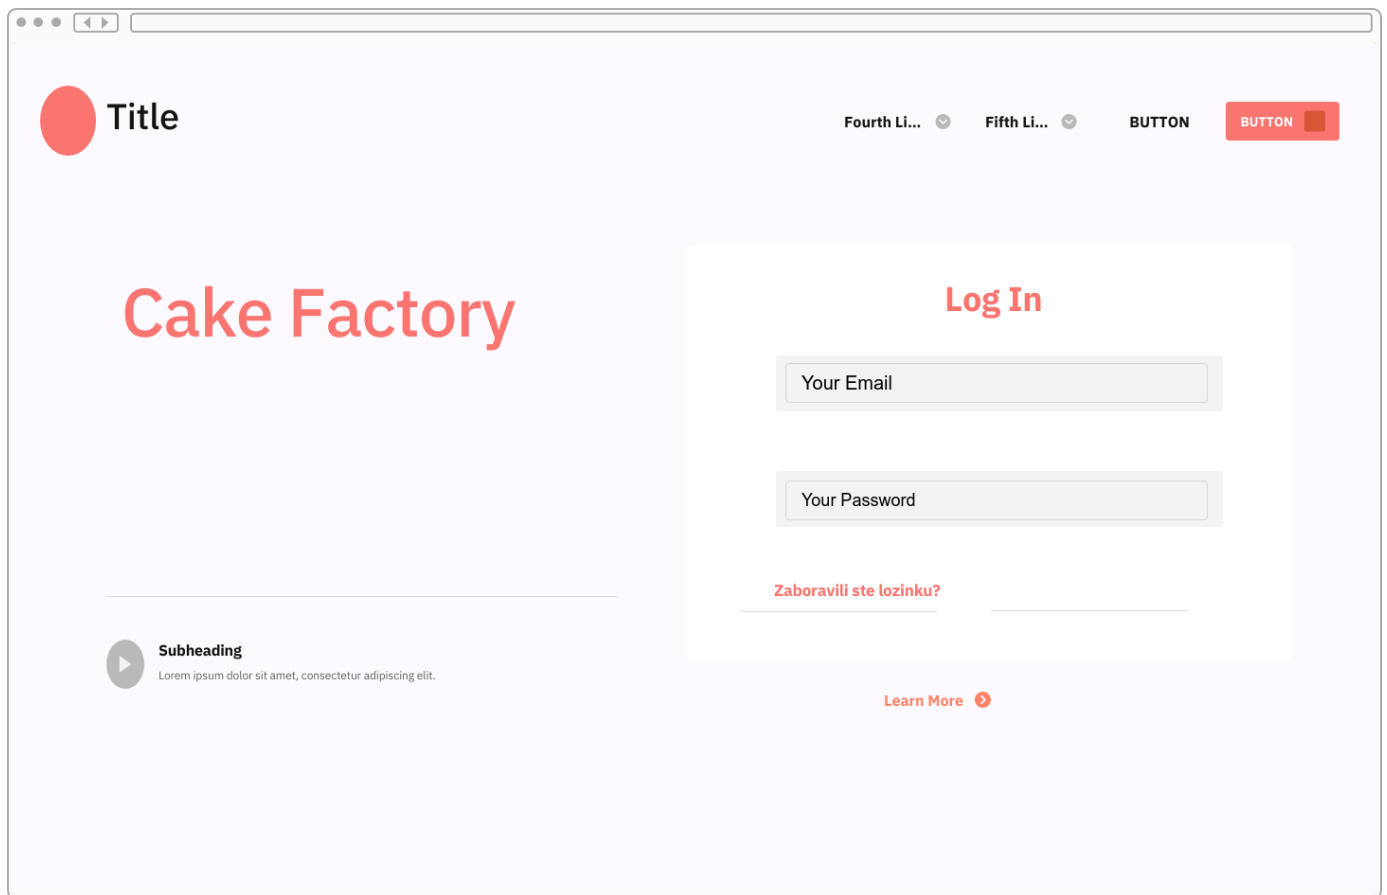 Title
Fourth Li...
Fifth Li...
BUTTON
BUTTON
Cake Factory
Log In
Your Email
Your Password
Zaboravili ste lozinku?
Subheading
Lorem ipsum dolor sit amet, consectetur adipiscing elit.
Learn More